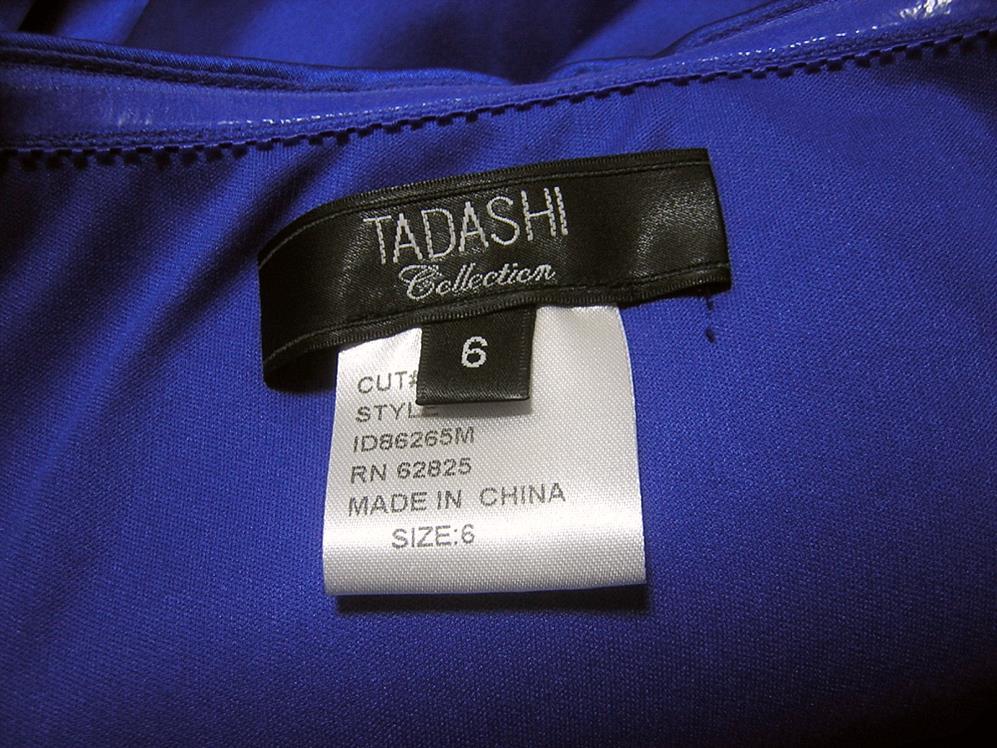 TADASHI
Collection
6
CUT#
STYLE
ID86265M
RN 62825
MADE IN CHINA
SIZE:6